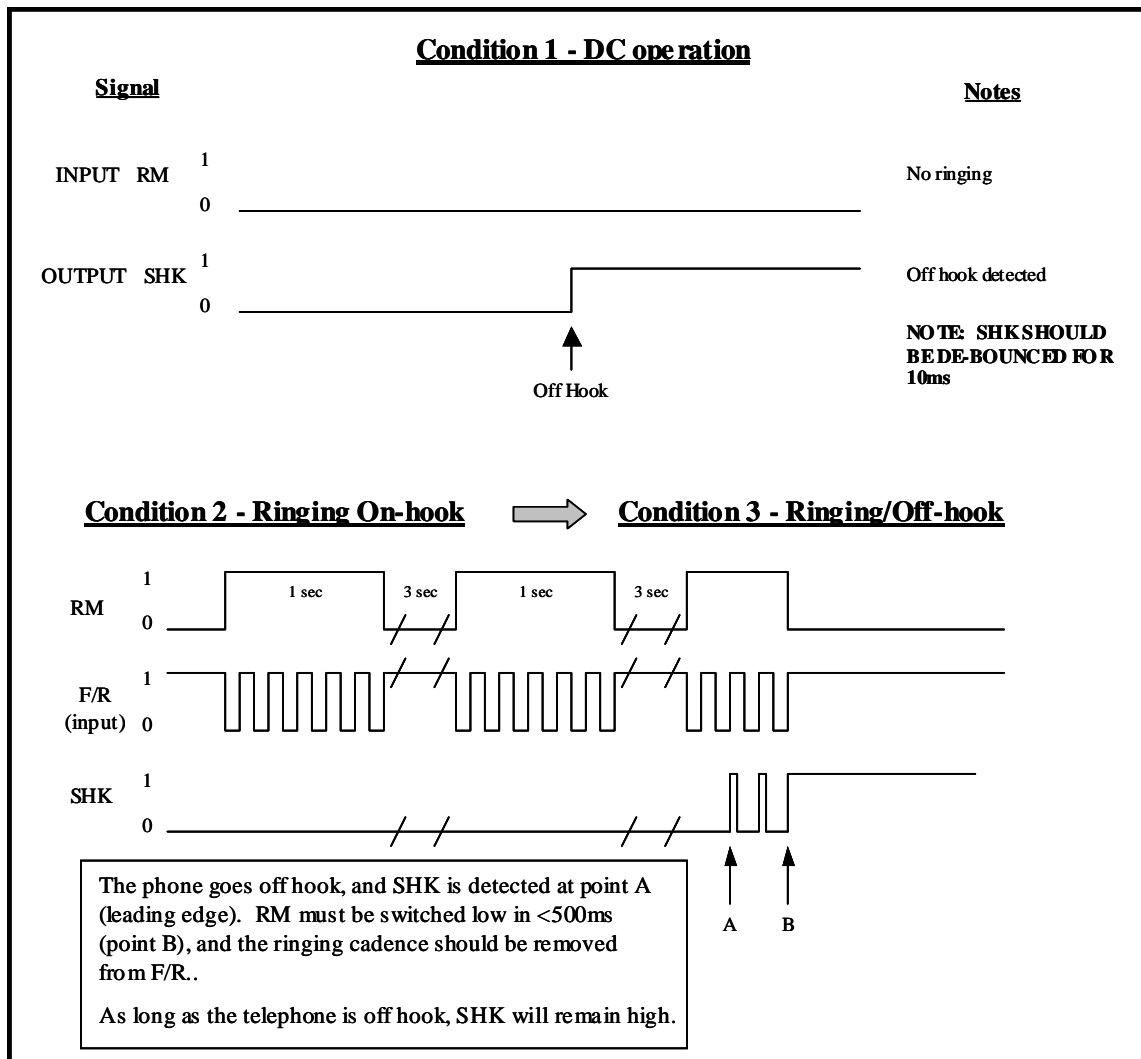 Condition 1 - DC operation
Signal
Notes
INPUT RM
1
0
No ringing
OUTPUT SHK
1
0
Off hook detected
NOTE: SHK SHOULD
BE DE-BOUNCED FOR
10ms
Off Hook
Condition 2 - Ringing On-hook
Condition 3 - Ringing/Off-hook
RM
1
0
1 sec
3 sec
1 sec
3 sec
F/R
(input)
1
0
SHK
1
0
A
B
The phone goes off hook, and SHK is detected at point A
(leading edge). RM must be switched low in <500ms
(point B), and the ringing cadence should be removed
from F/R..
As long as the telephone is off hook, SHK will remain high.